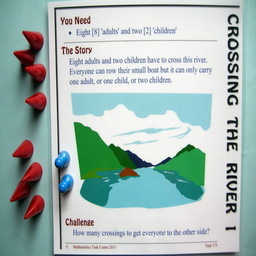 CROSSING THE RIVER 1
You Need
• Eight [8] 'adults' and two [2] 'children'
The Story
Eight adults and two children have to cross this river.
Everyone can row their small boat but it can only carry
one adult, or one child, or two children.
Challenge
How many crossings to get everyone to the other side?
© Mathematics Task Centre 2013 Task 175